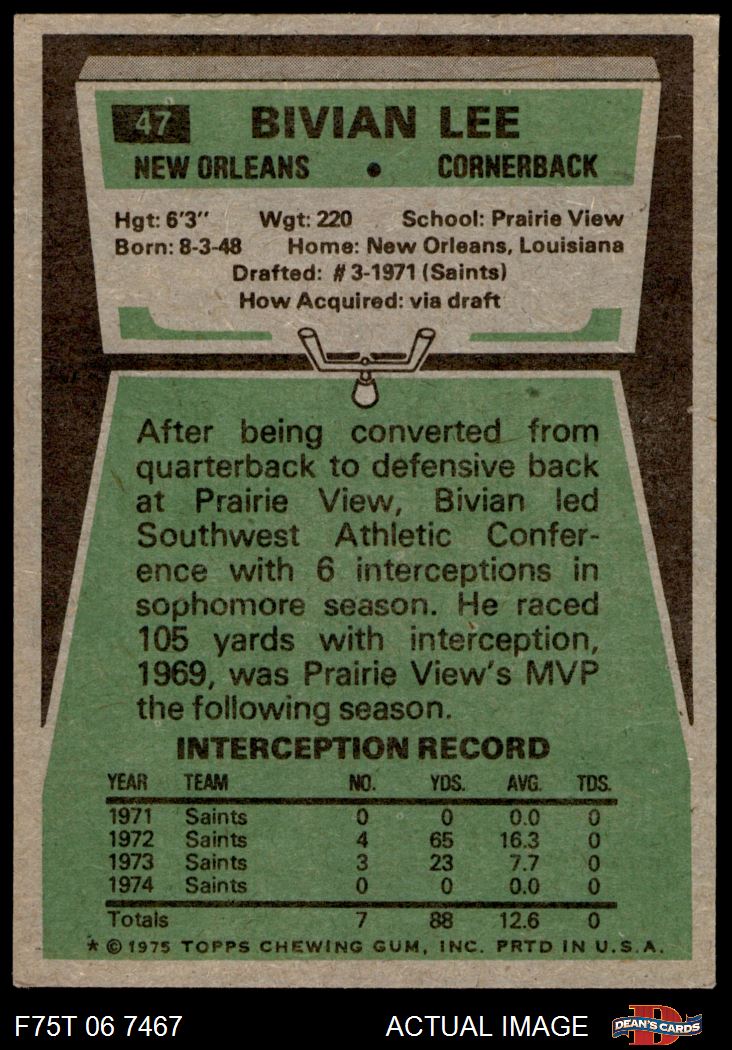 47 BIVIAN LEE
NEW ORLEANS • CORNERBACK
Hgt: 6'3" Wgt: 220 School: Prairie View
Born: 8-3-48 Home: New Orleans, Louisiana
Drafted: #3-1971 (Saints)
How Acquired: via draft
After being converted from
quarterback to defensive back
at Prairie View, Bivian led
Southwest Athletic Confer-
ence with 6 interceptions in
sophomore season. He raced
105 yards with interception,
1969, was Prairie View's MVP
the following season.
INTERCEPTION RECORD
YEAR TEAM NO. YDS. AVG. TDS.
1971 Saints 0 0 0.0 0
1972 Saints 4 65 16.3 0
1973 Saints 3 23 7.7 0
1974 Saints 0 0 0.0 0
Totals 7 88 12.6 0
* © 1975 TOPPS CHEWING GUM, INC. PRTD IN U.S.A.
F75T 06 7467 ACTUAL IMAGE DEAN'S CARDS